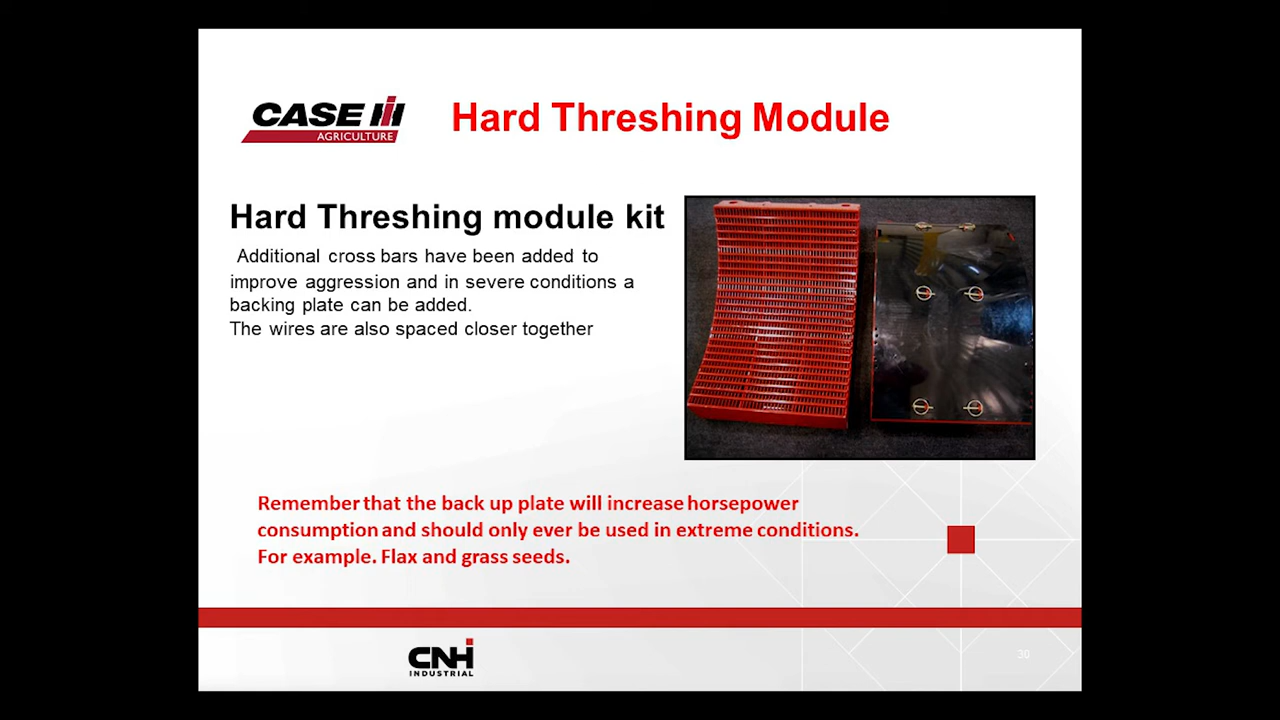 CASE IH
AGRICULTURE
Hard Threshing Module
Hard Threshing module kit
Additional cross bars have been added to
improve aggression and in severe conditions a
backing plate can be added.
The wires are also spaced closer together
Remember that the back up plate will increase horsepower
consumption and should only ever be used in extreme conditions.
For example. Flax and grass seeds.
CNH
INDUSTRIAL
30